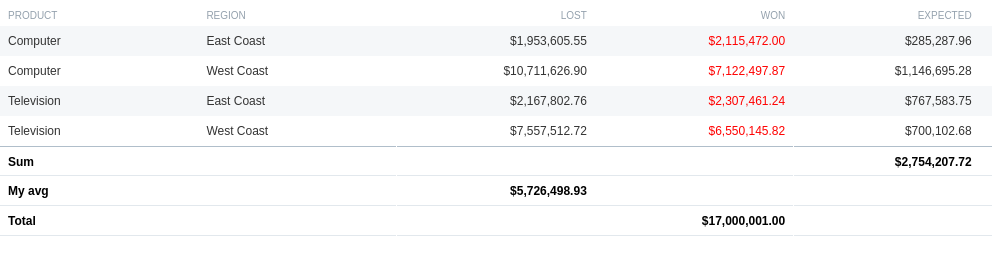 PRODUCT REGION LOST WON EXPECTED
Computer East Coast $1,953,605.55 $2,115,472.00 $285,287.96
Computer West Coast $10,711,626.90 $7,122,497.87 $1,146,695.28
Television East Coast $2,167,802.76 $2,307,461.24 $767,583.75
Television West Coast $7,557,512.72 $6,550,145.82 $700,102.68
Sum $2,754,207.72
My avg $5,726,498.93
Total $17,000,001.00